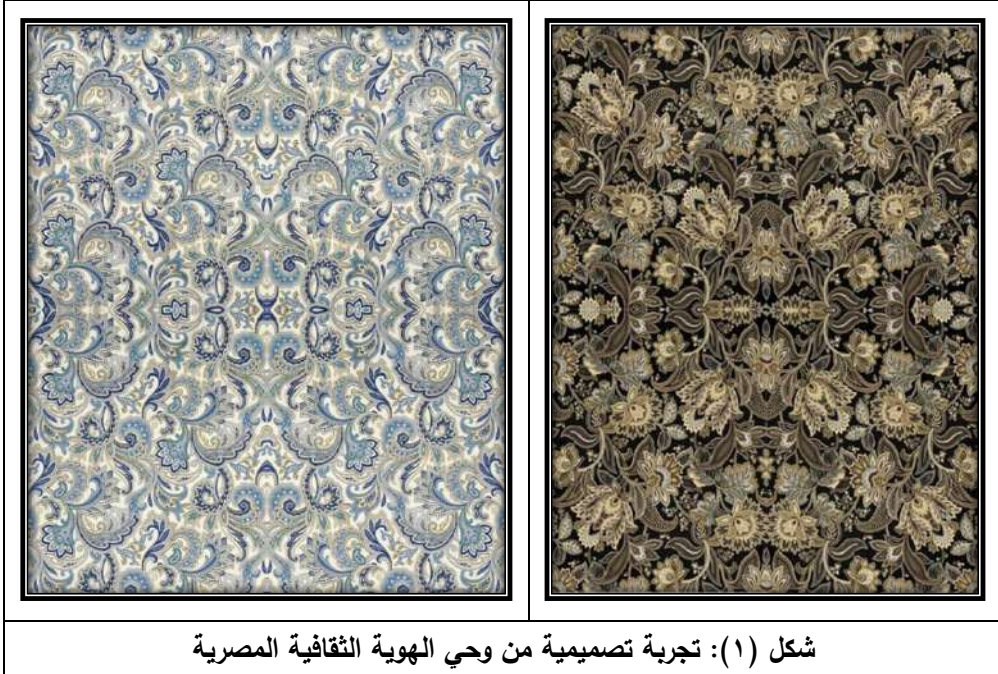 شكل (١): تجربة تصميمية من وحي الهوية الثقافية المصرية